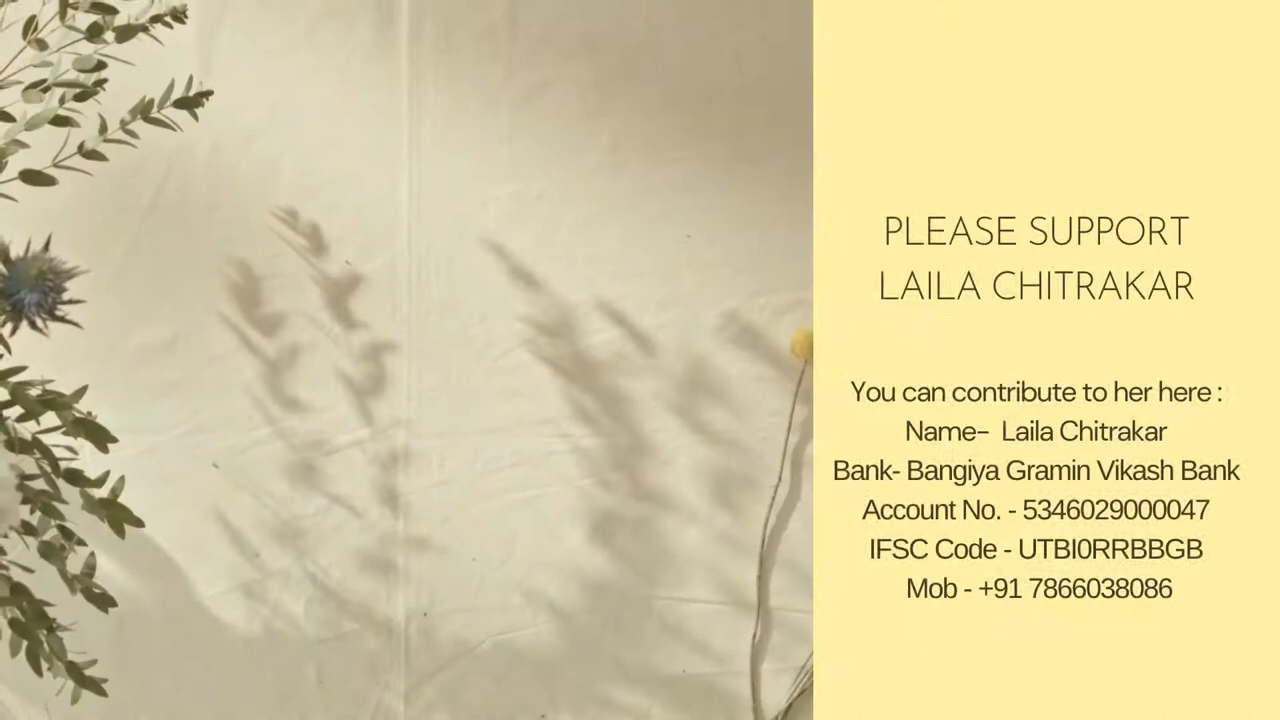 PLEASE SUPPORT
LAILA CHITRAKAR
You can contribute to her here :
Name- Laila Chitrakar
Bank- Bangiya Gramin Vikash Bank
Account No. - 5346029000047
IFSC Code - UTBI0RRBBGB
Mob - +91 7866038086